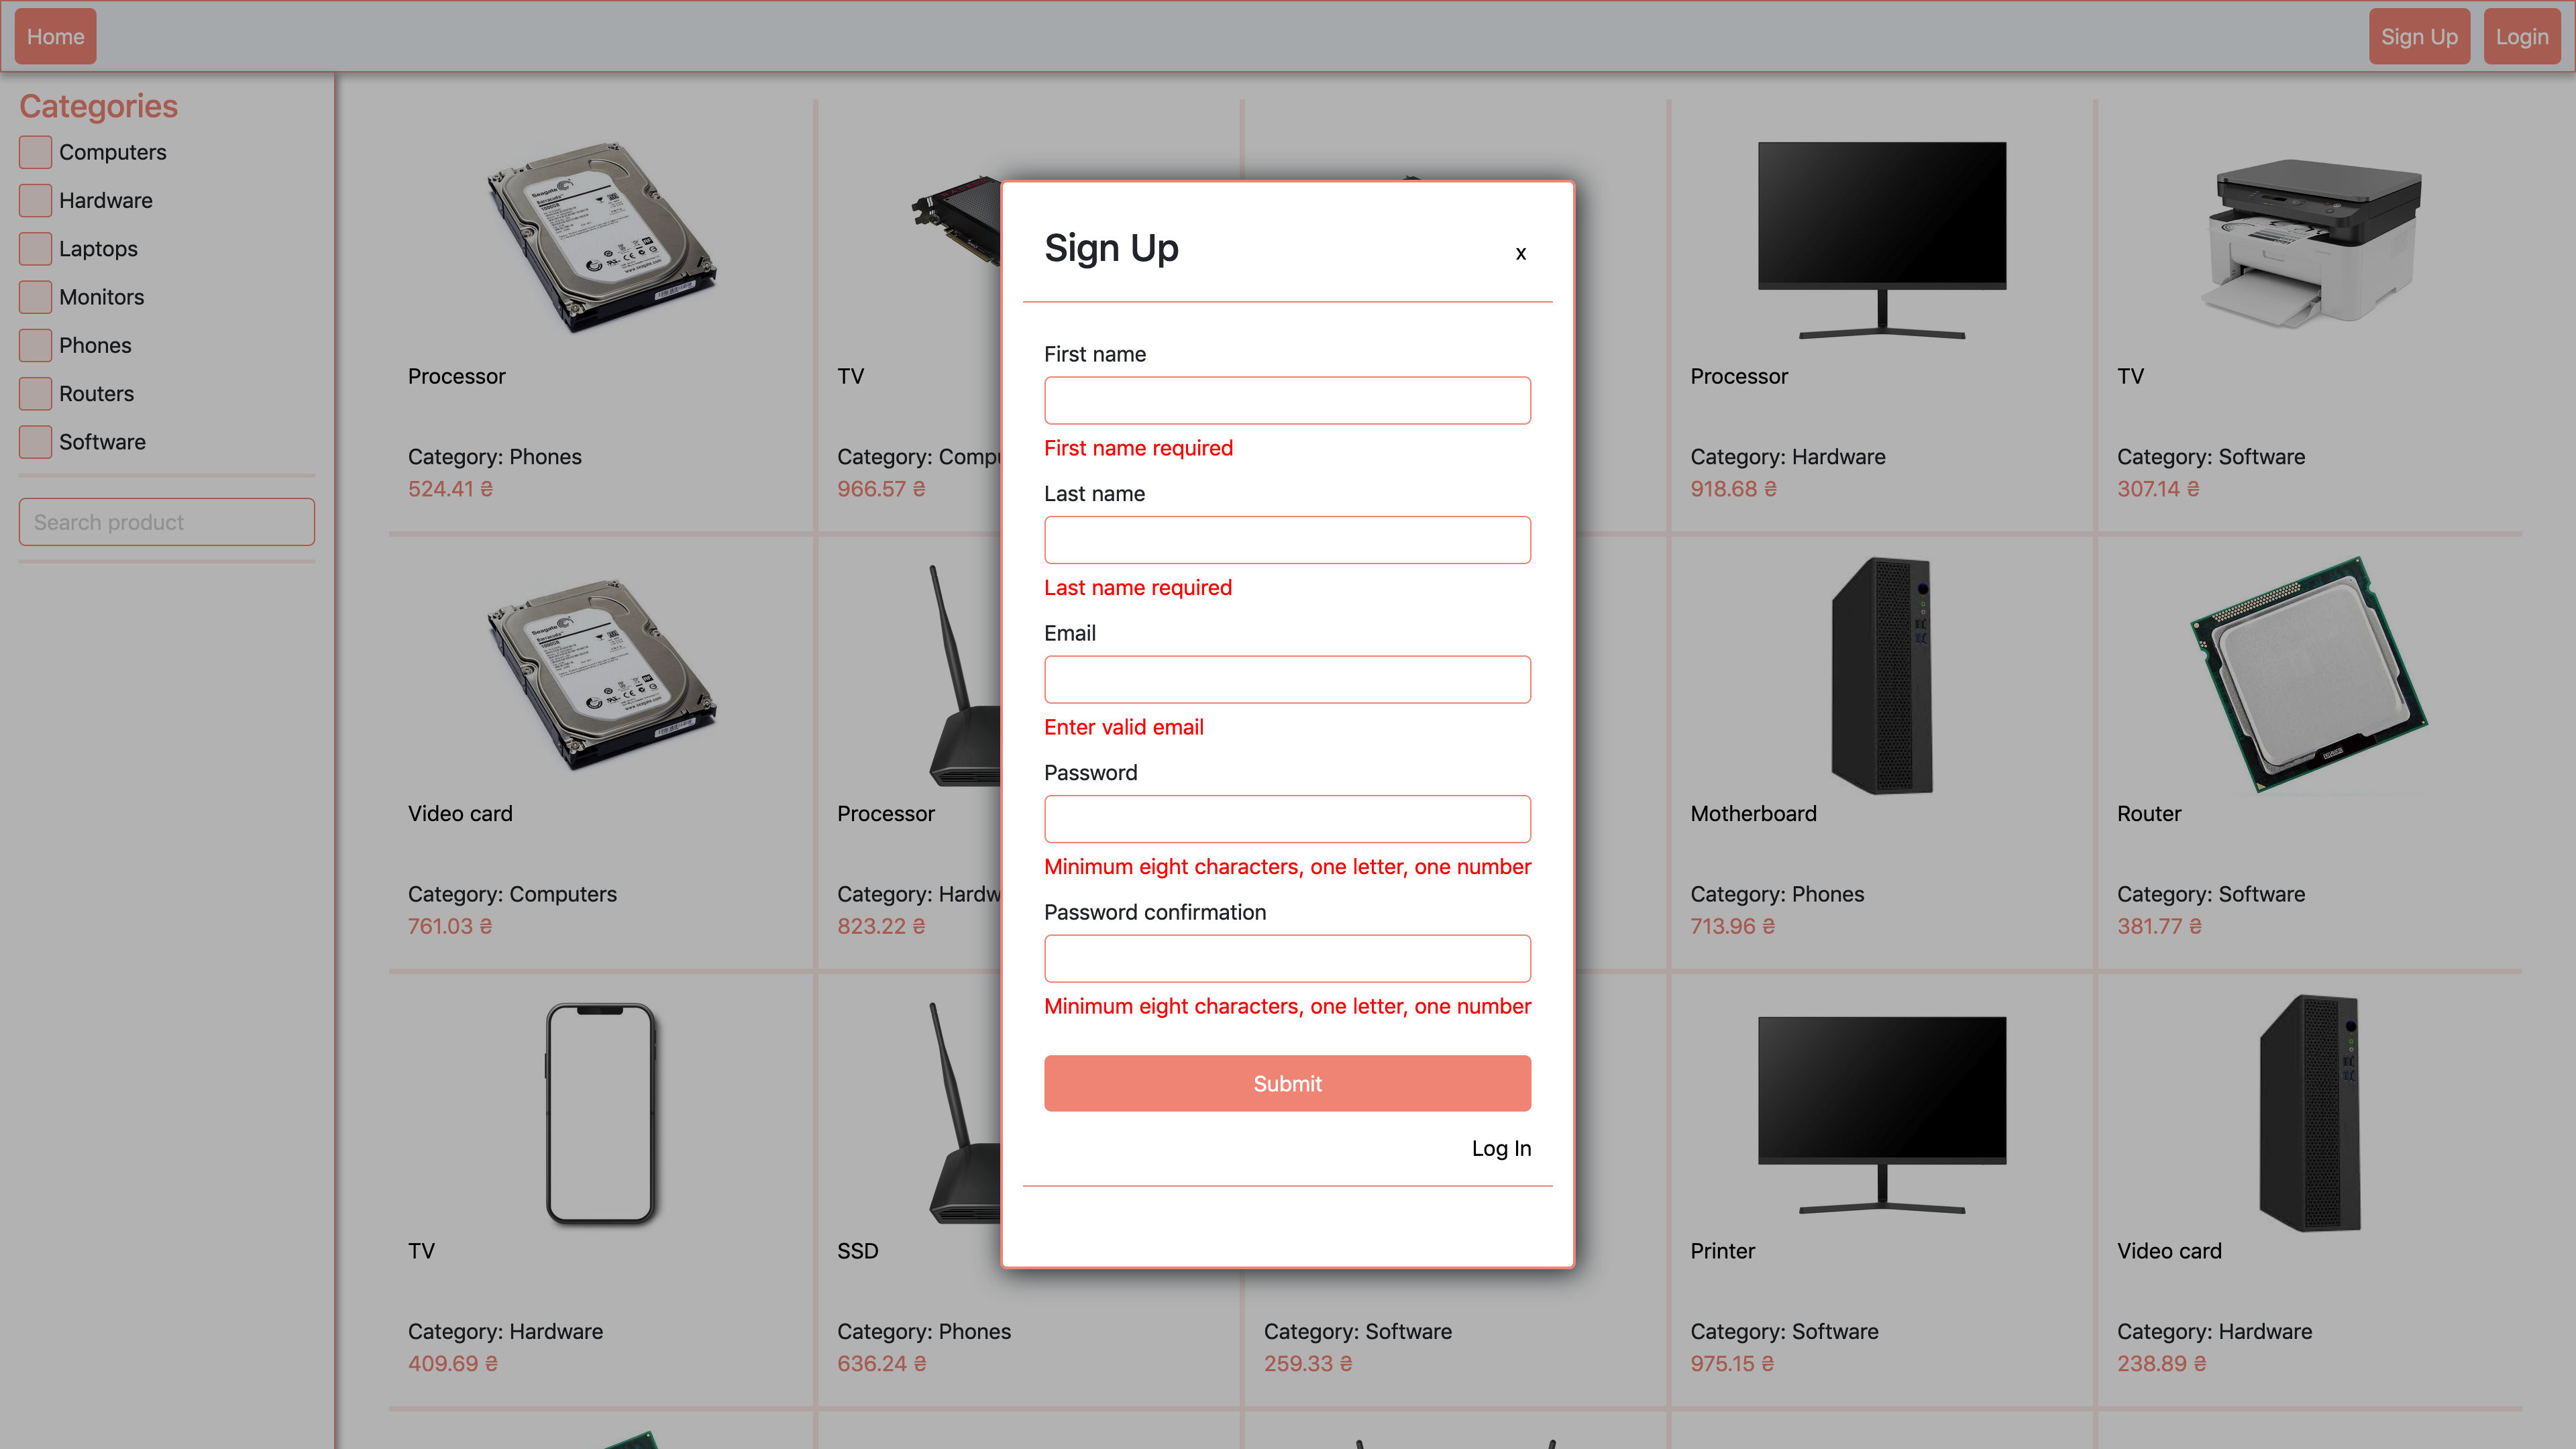 Home
Sign Up
Login
Categories
Computers
Hardware
Laptops
Monitors
Phones
Routers
Software
Search product
Sign Up
x
First name
First name required
Last name
Last name required
Email
Enter valid email
Password
Minimum eight characters, one letter, one number
Password confirmation
Minimum eight characters, one letter, one number
Submit
Log In
Processor
Category: Phones
524.41 ₴
TV
Category: Compu
966.57 ₴
Processor
Category: Hardware
918.68 ₴
TV
Category: Software
307.14 ₴
Video card
Category: Computers
761.03 ₴
Processor
Category: Hardw
823.22 ₴
Motherboard
Category: Phones
713.96 ₴
Router
Category: Software
381.77 ₴
TV
Category: Hardware
409.69 ₴
SSD
Category: Phones
636.24 ₴
Category: Software
259.33 ₴
Printer
Category: Software
975.15 ₴
Video card
Category: Hardware
238.89 ₴